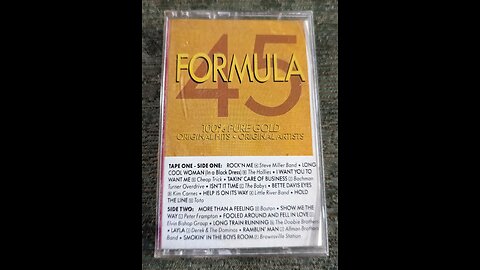 45
FORMULA
100% PURE GOLD
ORIGINAL HITS • ORIGINAL ARTISTS
TAPE ONE - SIDE ONE: ROCK'N ME Steve Miller Band • LONG
COOL WOMAN (In a Black Dress) The Hollies • I WANT YOU TO
WANT ME Cheap Trick • TAKIN' CARE OF BUSINESS Bachman
Turner Overdrive • ISN'T IT TIME The Babys • BETTE DAVIS EYES
Kim Carnes • HELP IS ON ITS WAY Little River Band • HOLD
THE LINE Toto
SIDE TWO: MORE THAN A FEELING Boston • SHOW ME THE
WAY Peter Frampton • FOOLED AROUND AND FELL IN LOVE
Elvin Bishop Group • LONG TRAIN RUNNING The Doobie Brothers
• LAYLA Derek & The Dominos • RAMBLIN' MAN Allman Brothers
Band • SMOKIN' IN THE BOYS ROOM Brownsville Station